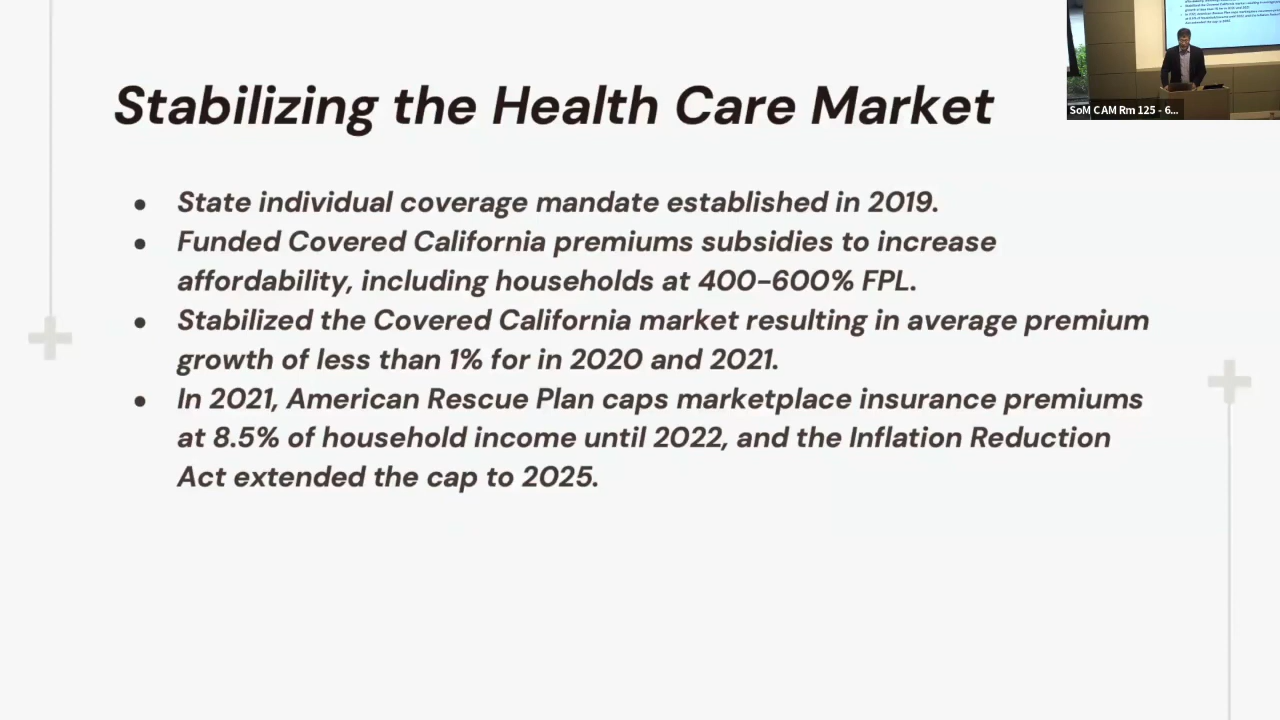 Stabilizing the Health Care Market
● State individual coverage mandate established in 2019.
● Funded Covered California premiums subsidies to increase
affordability, including households at 400-600% FPL.
● Stabilized the Covered California market resulting in average premium
growth of less than 1% for in 2020 and 2021.
● In 2021, American Rescue Plan caps marketplace insurance premiums
at 8.5% of household income until 2022, and the Inflation Reduction
Act extended the cap to 2025.
SoM CAM Rm 125 - 6...